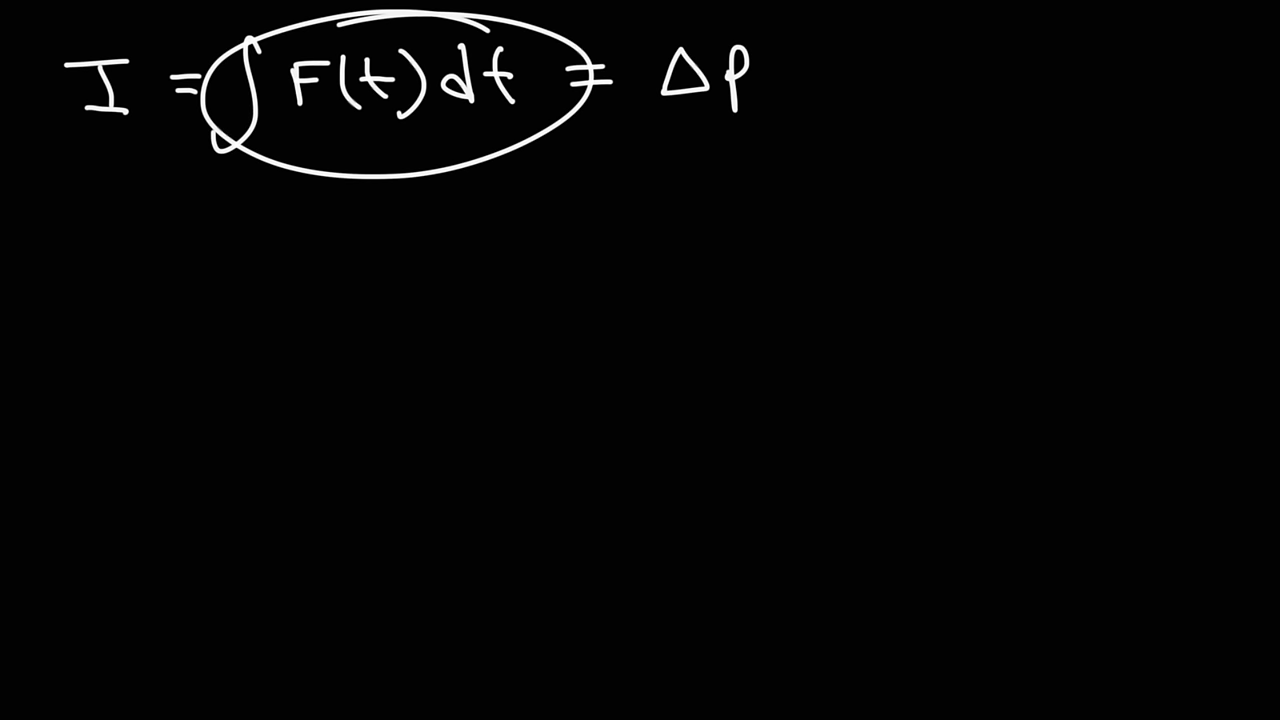 I = ∫ F(t) dt = Δp